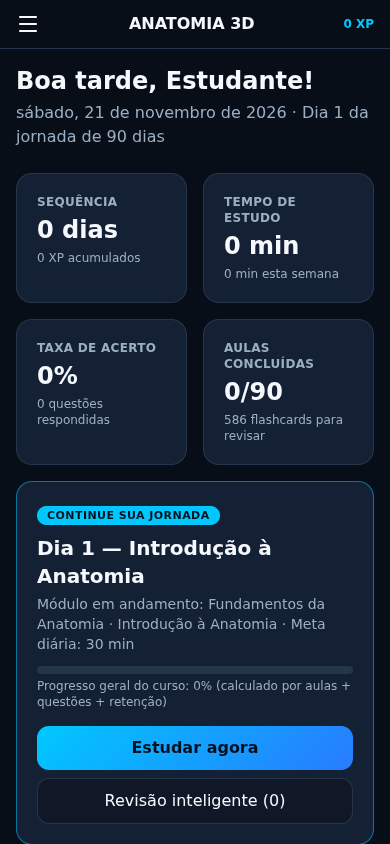 ANATOMIA 3D
0 XP
Boa tarde, Estudante!
sábado, 21 de novembro de 2026 · Dia 1 da
jornada de 90 dias
SEQUÊNCIA
0 dias
0 XP acumulados
TEMPO DE
ESTUDO
0 min
0 min esta semana
TAXA DE ACERTO
0%
0 questões
respondidas
AULAS
CONCLUÍDAS
0/90
586 flashcards para
revisar
CONTINUE SUA JORNADA
Dia 1 — Introdução à
Anatomia
Módulo em andamento: Fundamentos da
Anatomia · Introdução à Anatomia · Meta
diária: 30 min
Progresso geral do curso: 0% (calculado por aulas +
questões + retenção)
Estudar agora
Revisão inteligente (0)